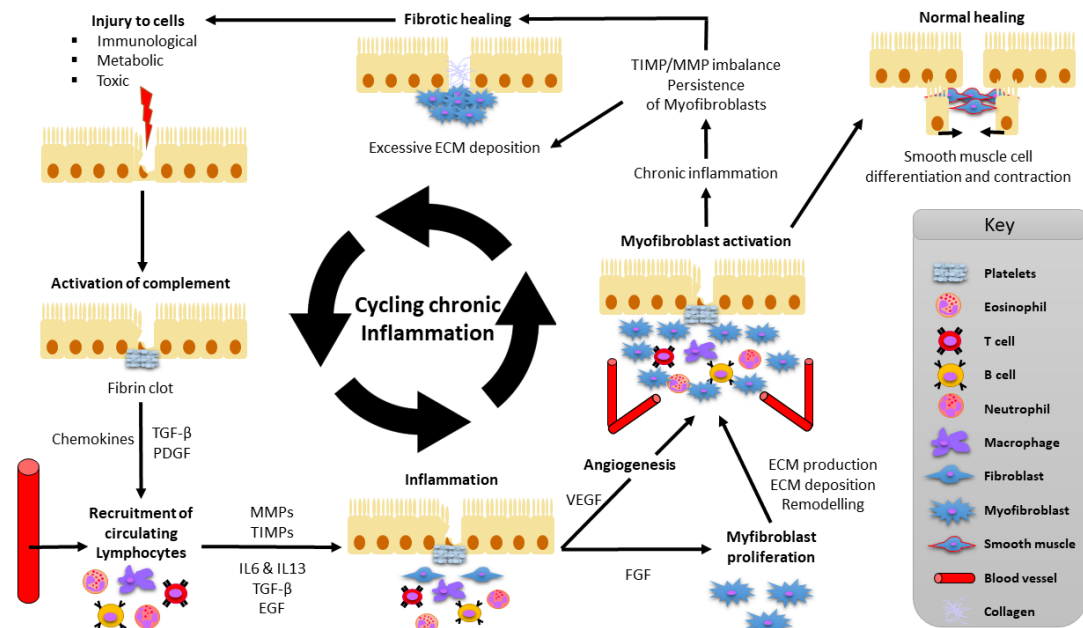 Injury to cells
▪ Immunological
▪ Metabolic
▪ Toxic
Fibrotic healing
Excessive ECM deposition
TIMP/MMP imbalance
Persistence
of Myofibroblasts
Chronic inflammation
Normal healing
Smooth muscle cell
differentiation and contraction
Activation of complement
Fibrin clot
Chemokines
TGF-β
PDGF
Cycling chronic
Inflammation
Myofibroblast activation
Recruitment of
circulating
Lymphocytes
MMPs
TIMPs
IL6 & IL13
TGF-β
EGF
Inflammation
Angiogenesis
VEGF
FGF
ECM production
ECM deposition
Remodelling
Myfibroblast
proliferation
Key
Platelets
Eosinophil
T cell
B cell
Neutrophil
Macrophage
Fibroblast
Myofibroblast
Smooth muscle
Blood vessel
Collagen